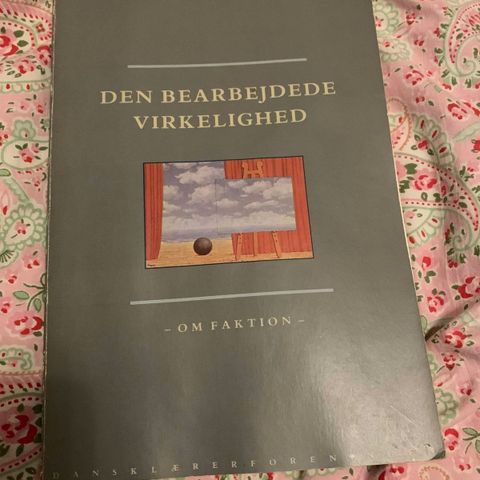 DEN BEARBEJDEDE
VIRKELIGHED
– OM FAKTION –